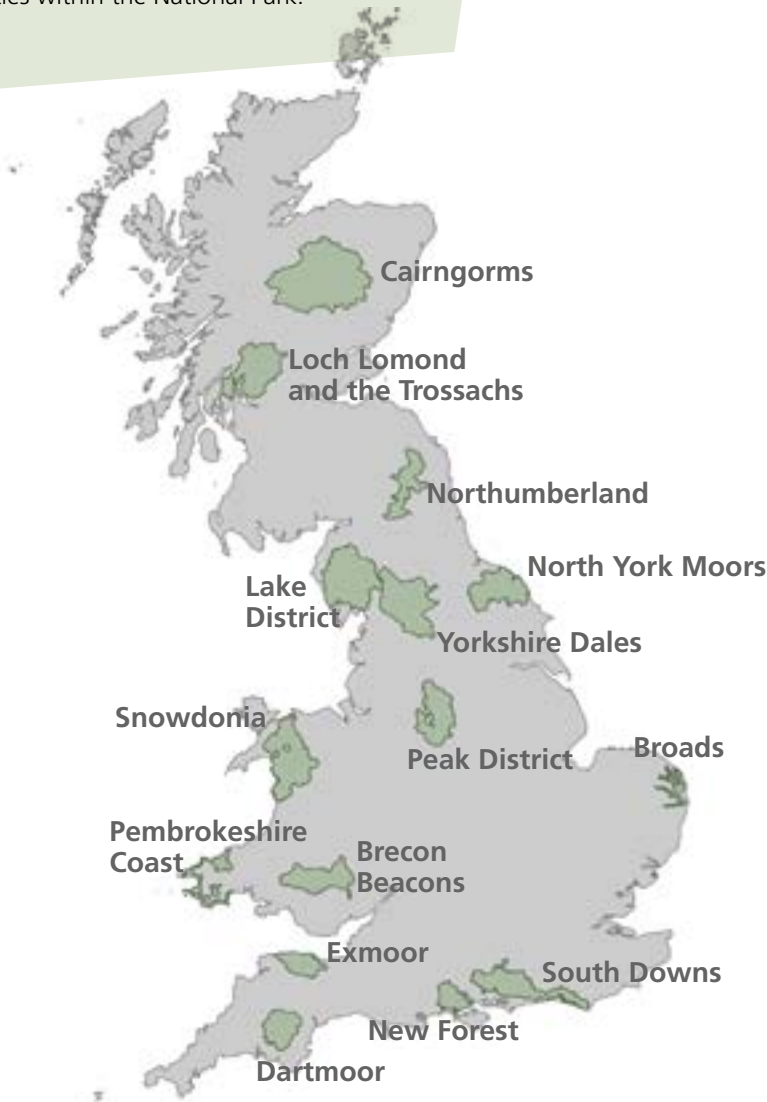 within the National Park.
Cairngorms
Loch Lomond
and the Trossachs
Northumberland
North York Moors
Lake
District
Yorkshire Dales
Snowdonia
Peak District
Broads
Pembrokeshire
Coast
Brecon
Beacons
Exmoor
South Downs
New Forest
Dartmoor